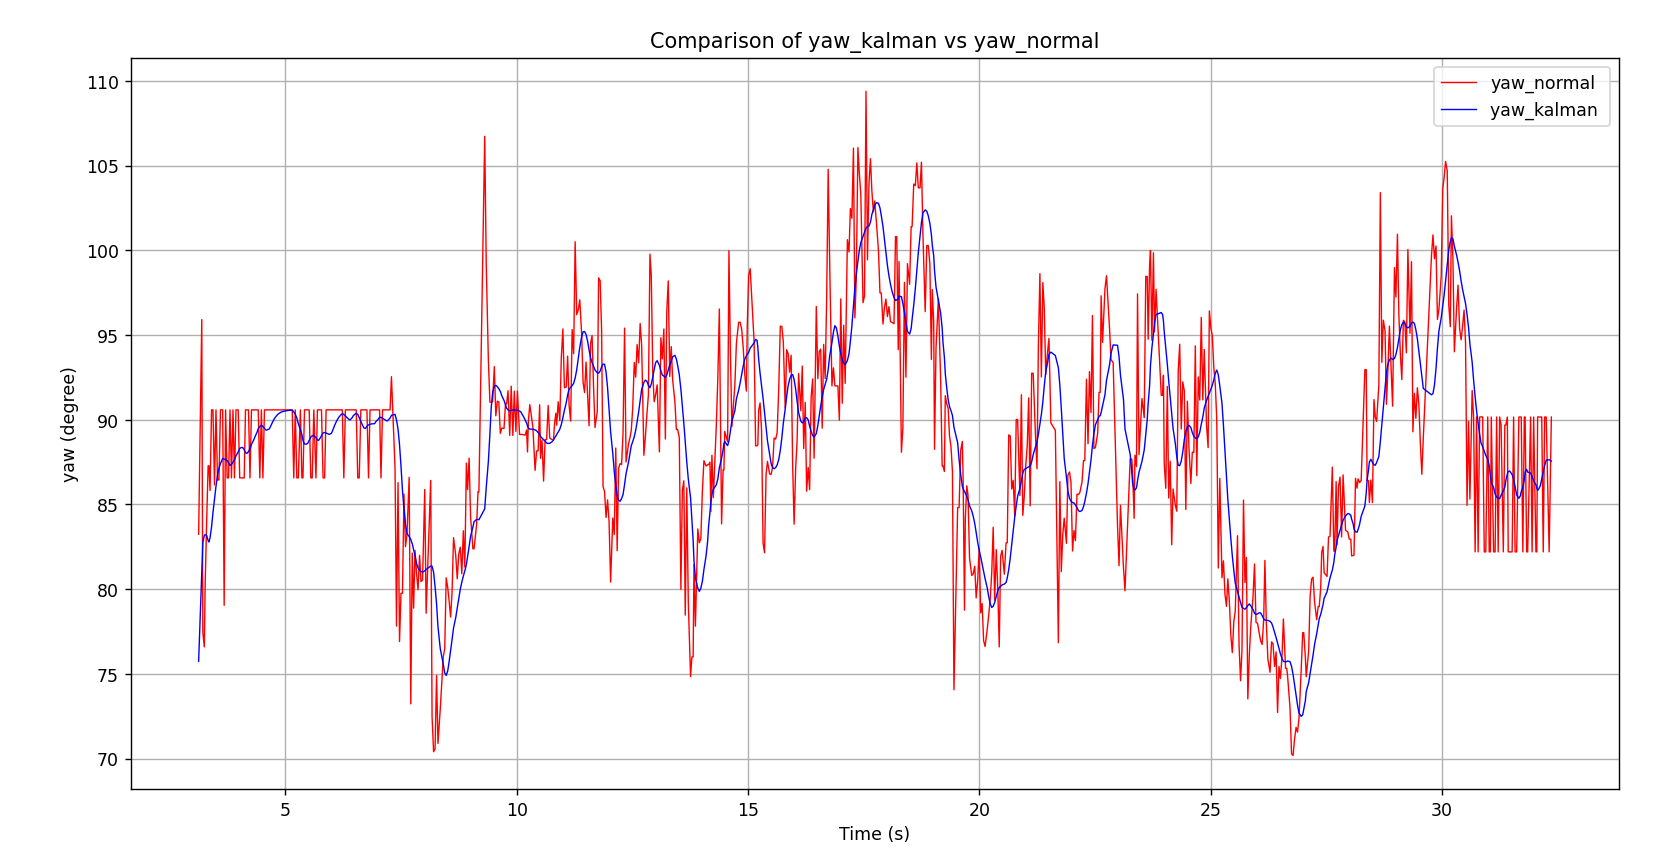 Comparison of yaw_kalman vs yaw_normal
yaw_normal
yaw_kalman
110
105
100
95
90
85
80
75
70
yaw (degree)
5 10 15 20 25 30
Time (s)